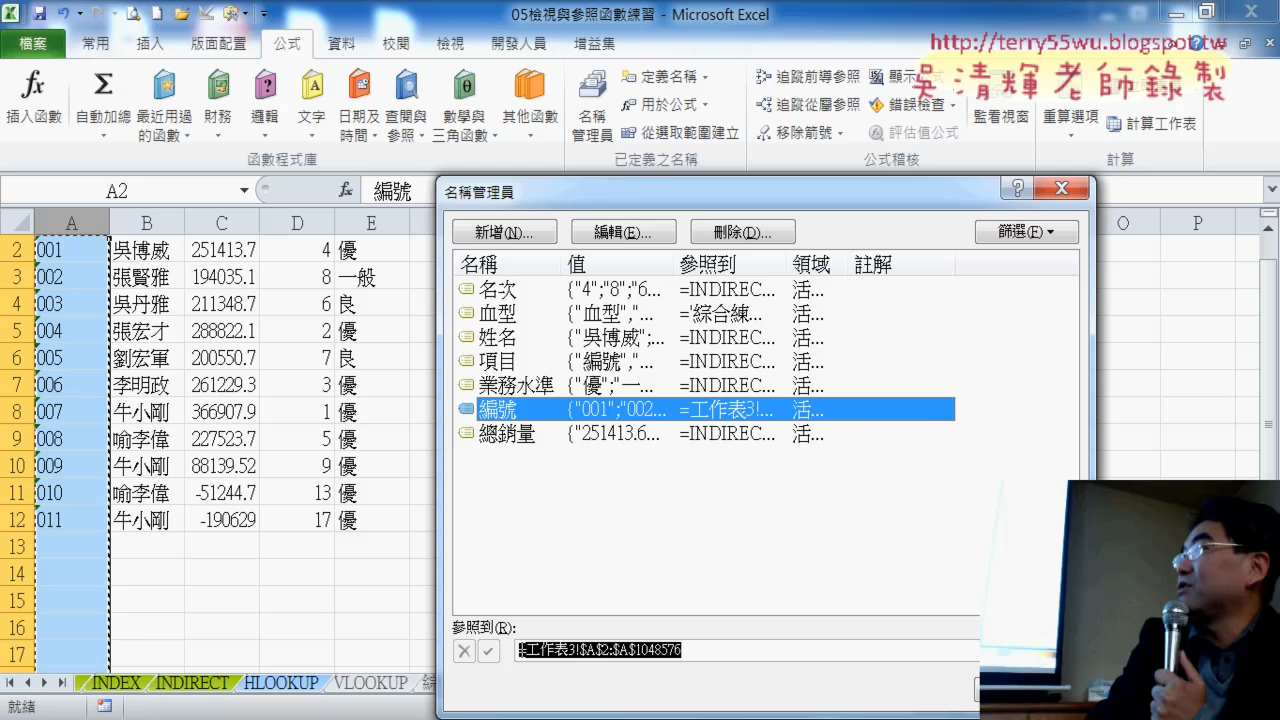 05檢視與參照函數練習 - Microsoft Excel
檔案 常用 插入 版面配置 公式 資料 校閱 檢視 開發人員 增益集
http://terry55wu.blogspot.tw
吳清輝老師錄製
插入函數 自動加總 最近用過的函數 財務 邏輯 文字 日期及時間 查閱與參照 數學與三角函數 其他函數
函數程式庫
名稱管理員 定義名稱 用於公式 從選取範圍建立
已定義之名稱
追蹤前導參照 追蹤從屬參照 移除箭號 錯誤檢查 評估值公式 監看視窗
公式稽核
重算選項 計算工作表
計算
A2 fx 編號
A B C D E O P
2 001 吳博威 251413.7 4 優
3 002 張賢雅 194035.1 8 一般
4 003 吳丹雅 211348.7 6 良
5 004 張宏才 288822.1 2 優
6 005 劉宏軍 200550.7 7 良
7 006 李明政 261229.3 3 優
8 007 牛小剛 366907.9 1 優
9 008 喻李偉 227523.7 5 優
10 009 牛小剛 88139.52 9 優
11 010 喻李偉 -51244.7 13 優
12 011 牛小剛 -190629 17 優
13
14
15
16
17
名稱管理員
新增(N)... 編輯(E)... 刪除(D)... 篩選(F)
名稱 值 參照到 領域 註解
名次 {"4";"8";"6... =INDIREC... 活...
血型 {"血型","... ='綜合練... 活...
姓名 {"吳博威";... =INDIREC... 活...
項目 {"編號","... =INDIREC... 活...
業務水準 {"優";"一... =INDIREC... 活...
編號 {"001";"002... =工作表3!... 活...
總銷量 {"251413.6... =INDIREC... 活...
參照到(R):
=工作表3!$A$2:$A$1048576
INDEX INDIRECT HLOOKUP VLOOKUP
就緒